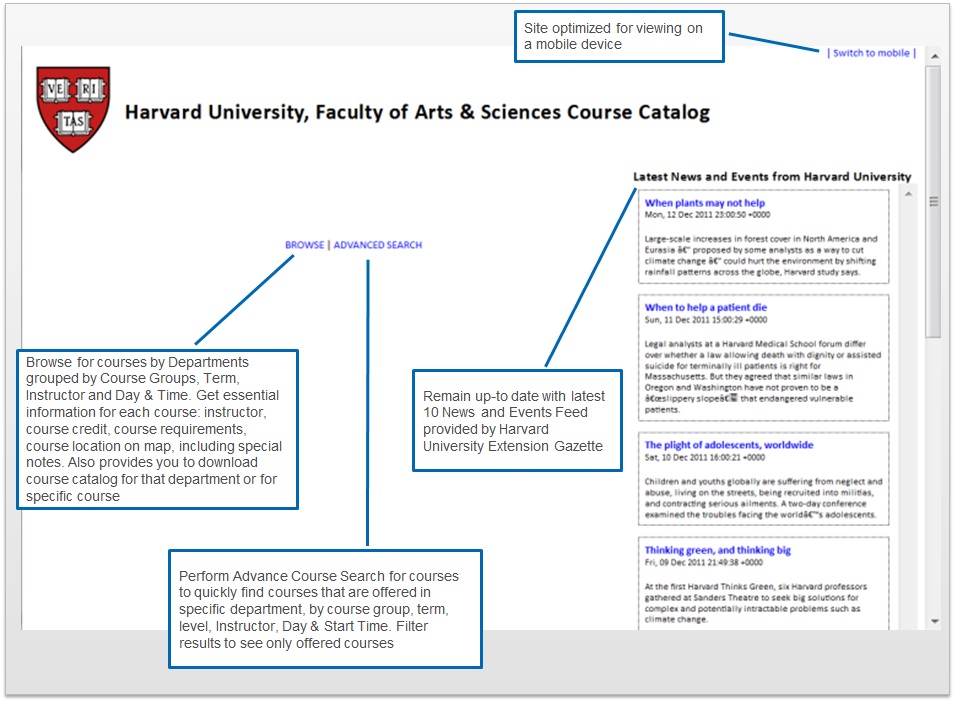 Site optimized for viewing on
a mobile device
| Switch to mobile |
VE RI
TAS
Harvard University, Faculty of Arts & Sciences Course Catalog
Latest News and Events from Harvard University
When plants may not help
Mon, 12 Dec 2011 23:00:50 +0000
Large-scale increases in forest cover in North America and
Eurasia â€” proposed by some analysts as a way to cut
climate change â€” could hurt the environment by shifting
rainfall patterns across the globe, Harvard study says.
BROWSE | ADVANCED SEARCH
When to help a patient die
Sun, 11 Dec 2011 15:00:29 +0000
Legal analysts at a Harvard Medical School forum differ
over whether a law allowing death with dignity or assisted
suicide for terminally ill patients is right for
Massachusetts. But they agreed that similar laws in
Oregon and Washington have not proven to be a
â€œslippery slopeâ€ that endangered vulnerable
patients.
Browse for courses by Departments
grouped by Course Groups, Term,
Instructor and Day & Time. Get essential
information for each course: instructor,
course credit, course requirements,
course location on map, including special
notes. Also provides you to download
course catalog for that department or for
specific course
Remain up-to date with latest
10 News and Events Feed
provided by Harvard
University Extension Gazette
The plight of adolescents, worldwide
Sat, 10 Dec 2011 16:00:21 +0000
Children and youths globally are suffering from neglect and
abuse, living on the streets, being recruited into militias,
and contracting serious ailments. A two-day conference
examined the troubles facing the worldâ€™s adolescents.
Thinking green, and thinking big
Fri, 09 Dec 2011 21:49:38 +0000
At the first Harvard Thinks Green, six Harvard professors
gathered at Sanders Theatre to seek big solutions for
complex and potentially intractable problems such as
climate change.
Perform Advance Course Search for courses
to quickly find courses that are offered in
specific department, by course group, term,
level, Instructor, Day & Start Time. Filter
results to see only offered courses